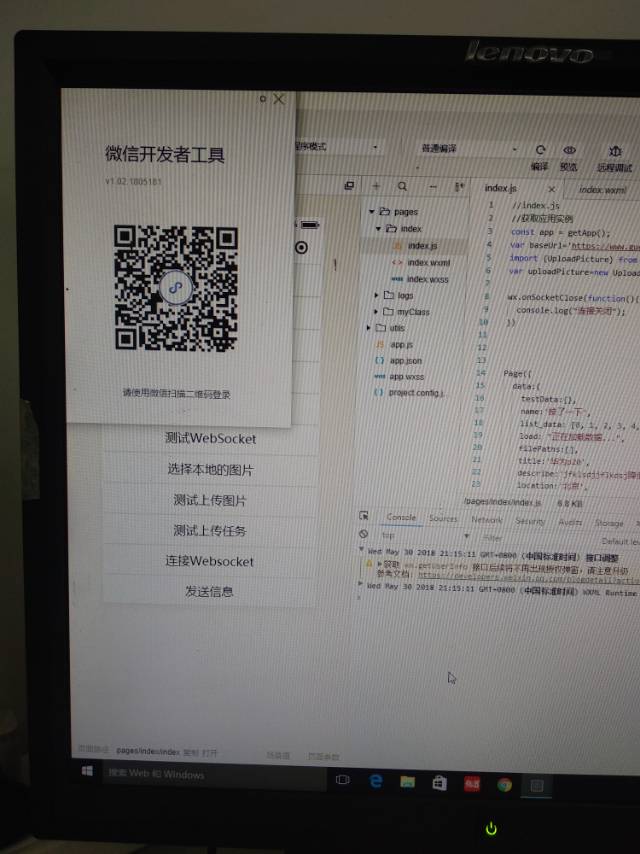 lenovo
微信开发者工具
v1.02.1805181
请使用微信扫描二维码登录
程序模式
普通编译
编译
预览
远程调试
测试WebSocket
选择本地的图片
测试上传图片
测试上传任务
连接Websocket
发送信息
页面路径
pages/index/index
复制
打开
场景值
页面参数
pages
index
index.js
index.wxml
index.wxss
logs
myClass
utils
app.js
app.json
app.wxss
project.config.j...
index.js
index.wxml
1 //index.js
2 //获取应用实例
3 const app = getApp();
4 var baseUrl='https://www.gu
5 import {UploadPicture} from
6 var uploadPicture=new Uploa
7
8 wx.onSocketClose(function(){
9 console.log("连接关闭");
10 })
11
12
13
14 Page({
15 data:{
16 testData:{},
17 name:'按了一下',
18 list_data: [0, 1, 2, 3, 4,
19 load: "正在加载数据...",
20 filePaths:[],
21 title:'华为p20',
22 describe:
23 location:'北京',
/pages/index/index.js 6.8 KB
Console Sources Network Security Audits Storage
top Filter Default lev
Wed May 30 2018 21:15:11 GMT+0800 (中国标准时间) 接口调整
获取 wx.getUserInfo 接口后续将不再出现授权弹窗，请注意升级
参考文档: https://developers.weixin.qq.com/blogdetail?actio
Wed May 30 2018 21:15:11 GMT+0800 (中国标准时间) WXML Runtime
搜索 Web 和 Windows